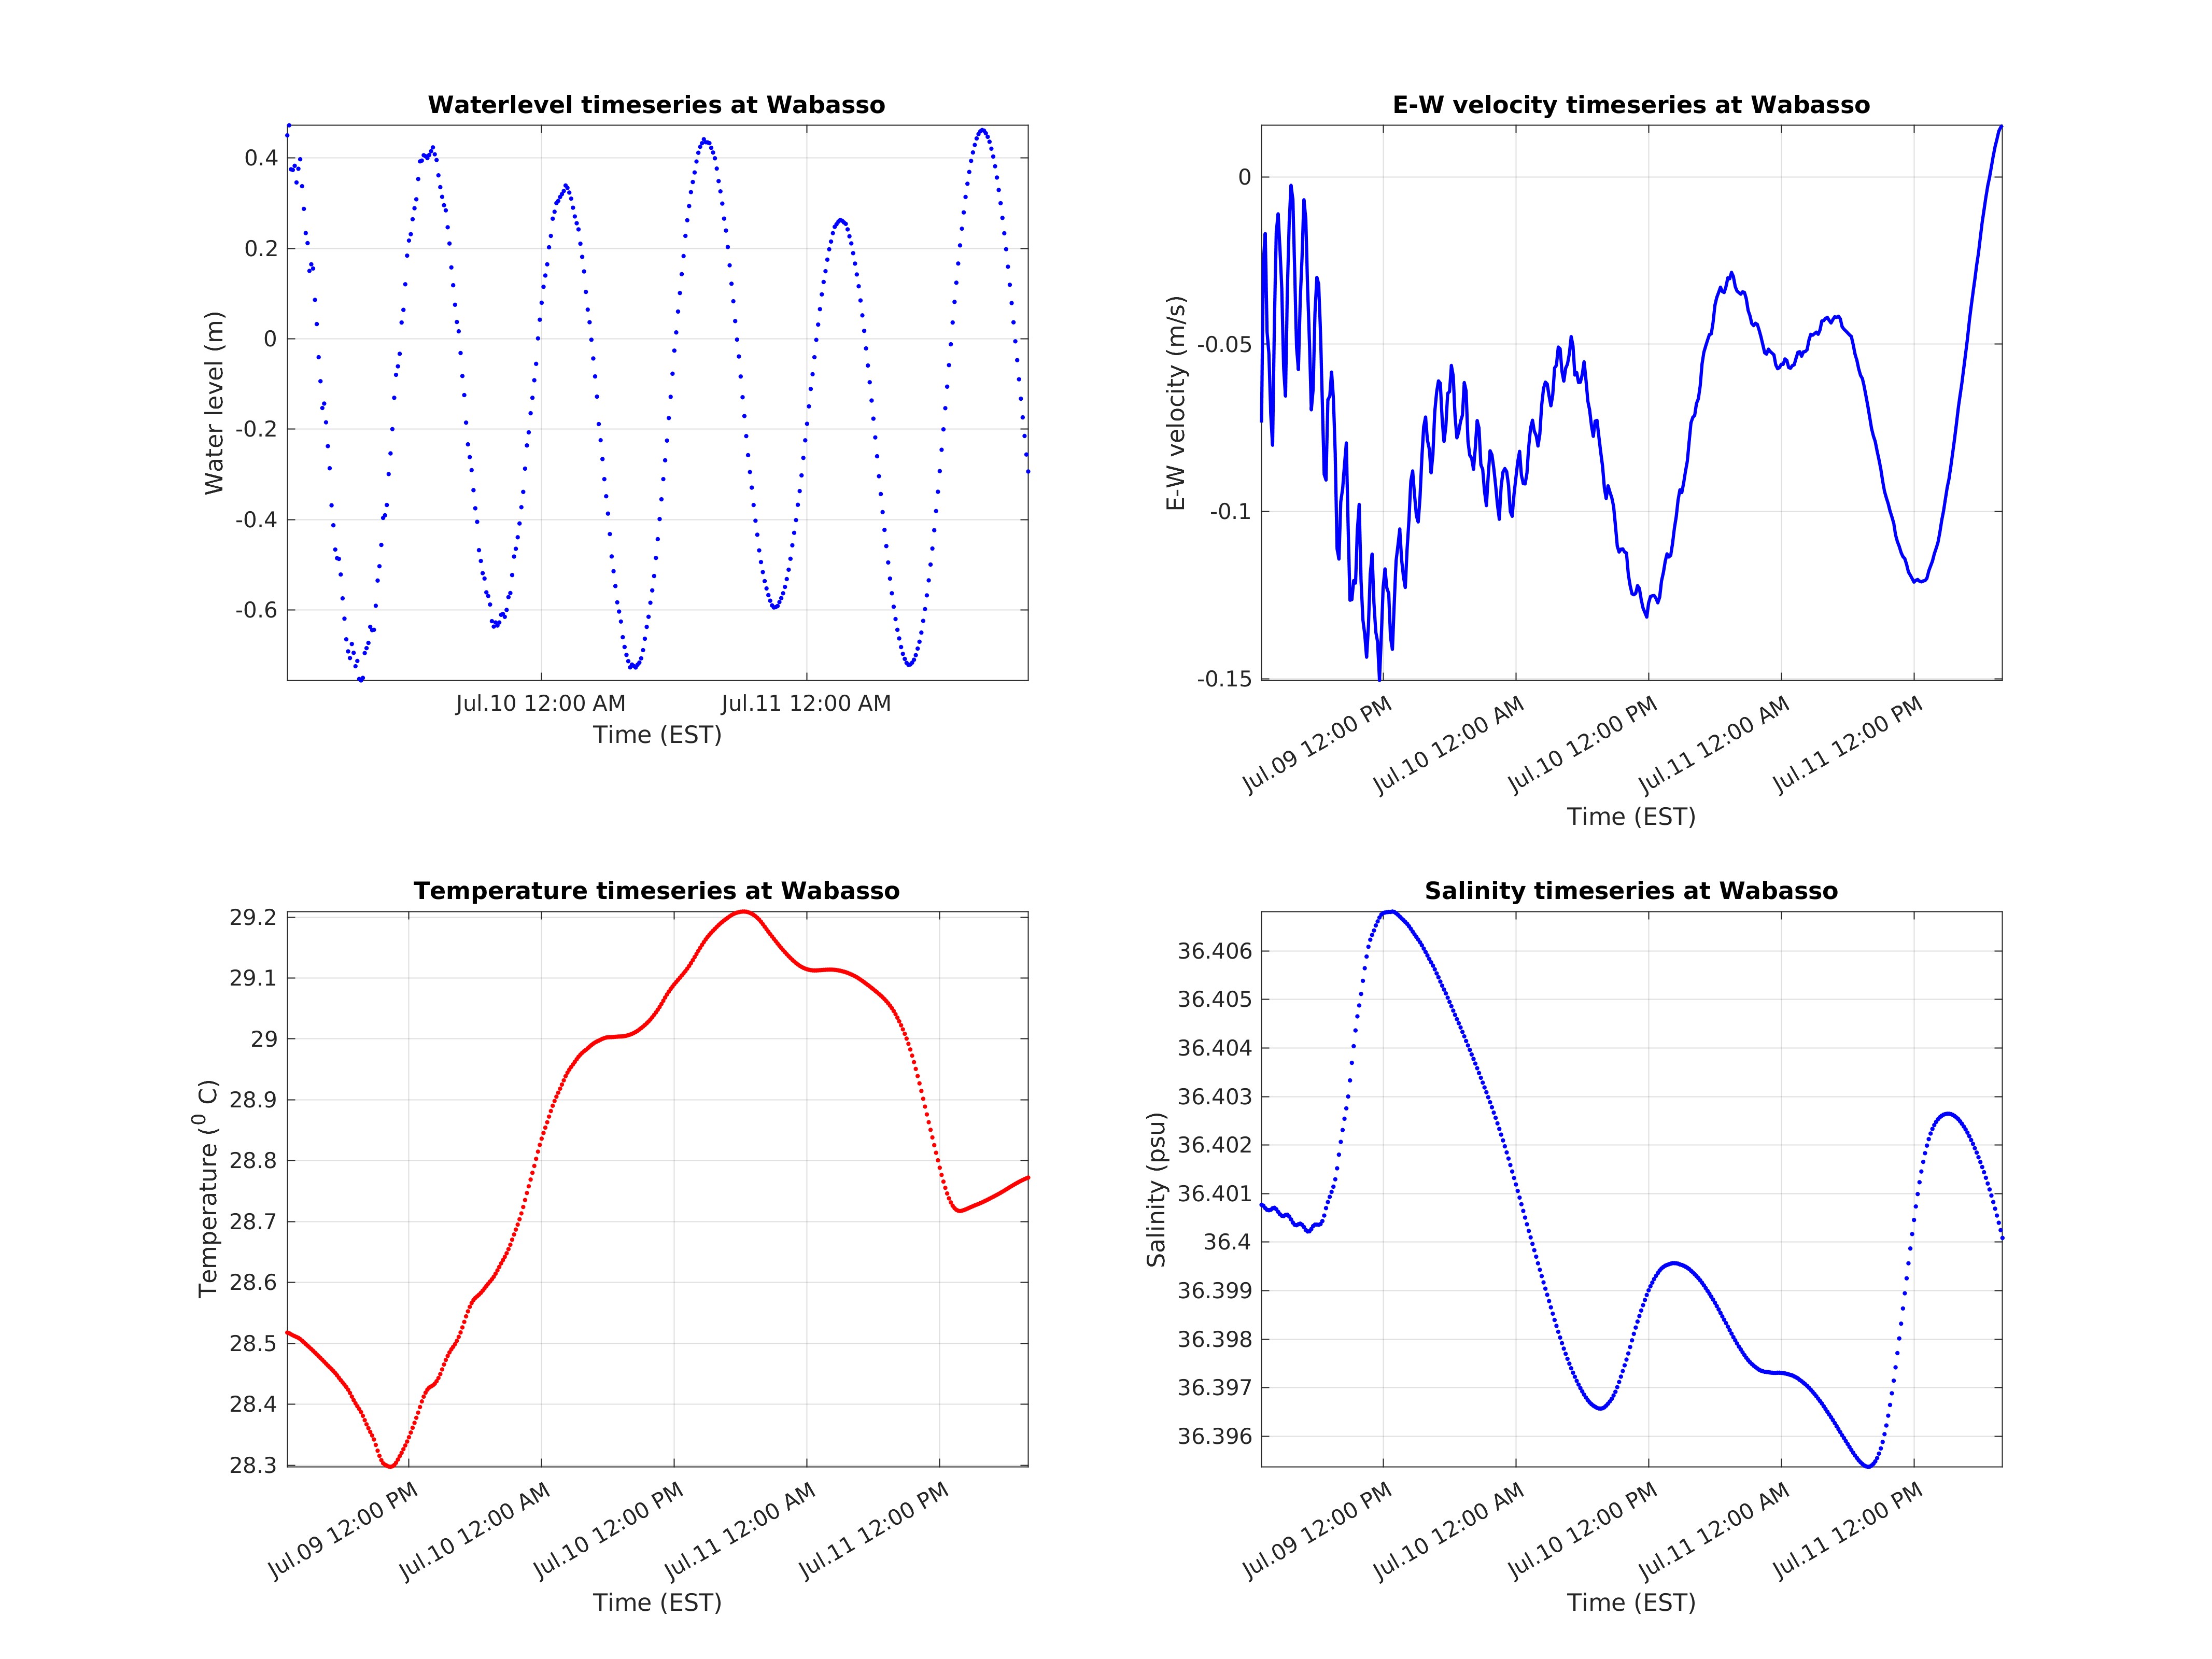 Waterlevel timeseries at Wabasso
0.4
0.2
0
-0.2
-0.4
-0.6
Water level (m)
Jul.10 12:00 AM
Jul.11 12:00 AM
Time (EST)
E-W velocity timeseries at Wabasso
0
-0.05
-0.1
-0.15
E-W velocity (m/s)
Jul.09 12:00 PM
Jul.10 12:00 AM
Jul.10 12:00 PM
Jul.11 12:00 AM
Jul.11 12:00 PM
Time (EST)
Temperature timeseries at Wabasso
29.2
29.1
29
28.9
28.8
28.7
28.6
28.5
28.4
28.3
Temperature (⁰ C)
Jul.09 12:00 PM
Jul.10 12:00 AM
Jul.10 12:00 PM
Jul.11 12:00 AM
Jul.11 12:00 PM
Time (EST)
Salinity timeseries at Wabasso
36.406
36.405
36.404
36.403
36.402
36.401
36.4
36.399
36.398
36.397
36.396
Salinity (psu)
Jul.09 12:00 PM
Jul.10 12:00 AM
Jul.10 12:00 PM
Jul.11 12:00 AM
Jul.11 12:00 PM
Time (EST)